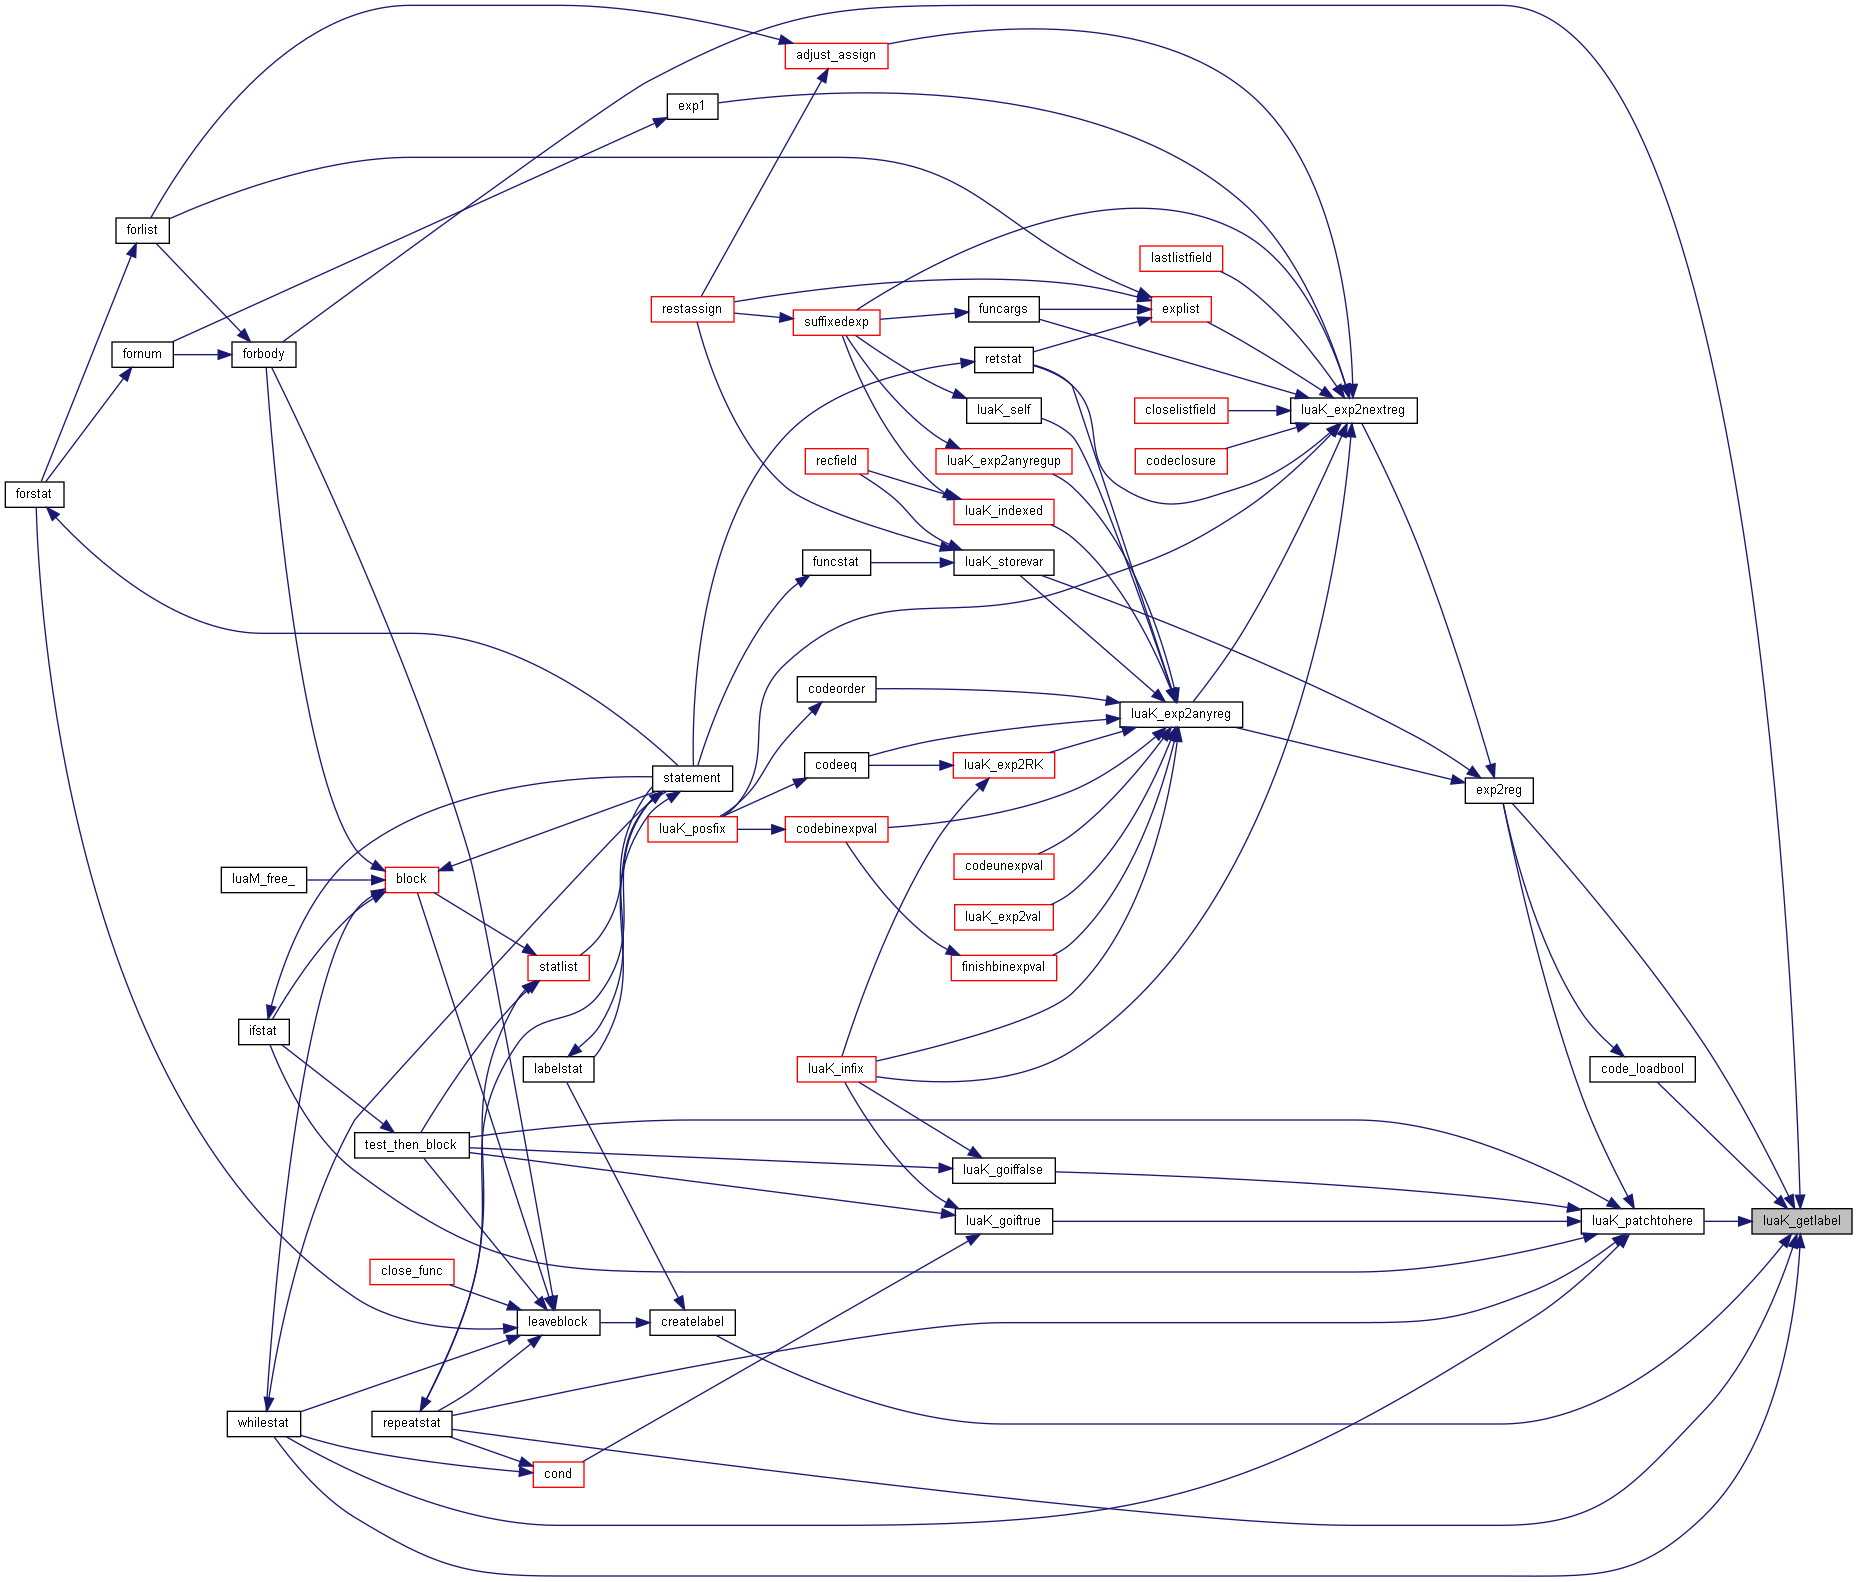 adjust_assign
exp1
forlist
lastlistfield
restassign
suffixedexp
funcargs
explist
fornum
forbody
retstat
closelistfield
luaK_self
luaK_exp2nextreg
recfield
luaK_exp2anyregup
codeclosure
forstat
luaK_indexed
funcstat
luaK_storevar
codeorder
luaK_exp2anyreg
statement
codeeq
luaK_exp2RK
exp2reg
luaK_posfix
codebinexpval
luaM_free_
block
codeunexpval
luaK_exp2val
statlist
finishbinexpval
ifstat
labelstat
luaK_infix
code_loadbool
test_then_block
luaK_goiffalse
luaK_goiftrue
luaK_patchtohere
luaK_getlabel
close_func
leaveblock
createlabel
whilestat
repeatstat
cond